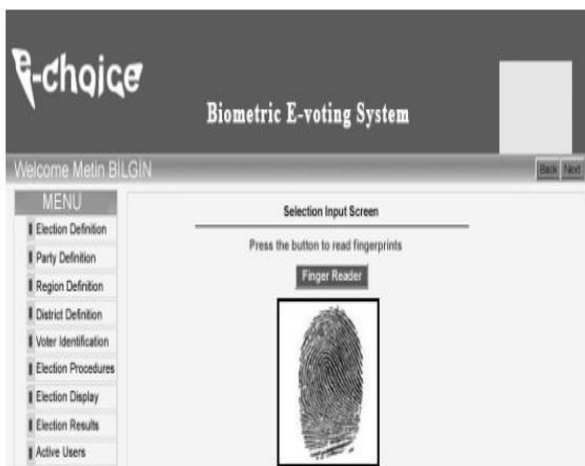 e-choice
Biometric E-voting System
Welcome Metin BİLGİN
Back Next
MENU
Election Definition
Party Definition
Region Definition
District Definition
Voter Identification
Election Procedures
Election Display
Election Results
Active Users
Selection Input Screen
Press the button to read fingerprints
Finger Reader